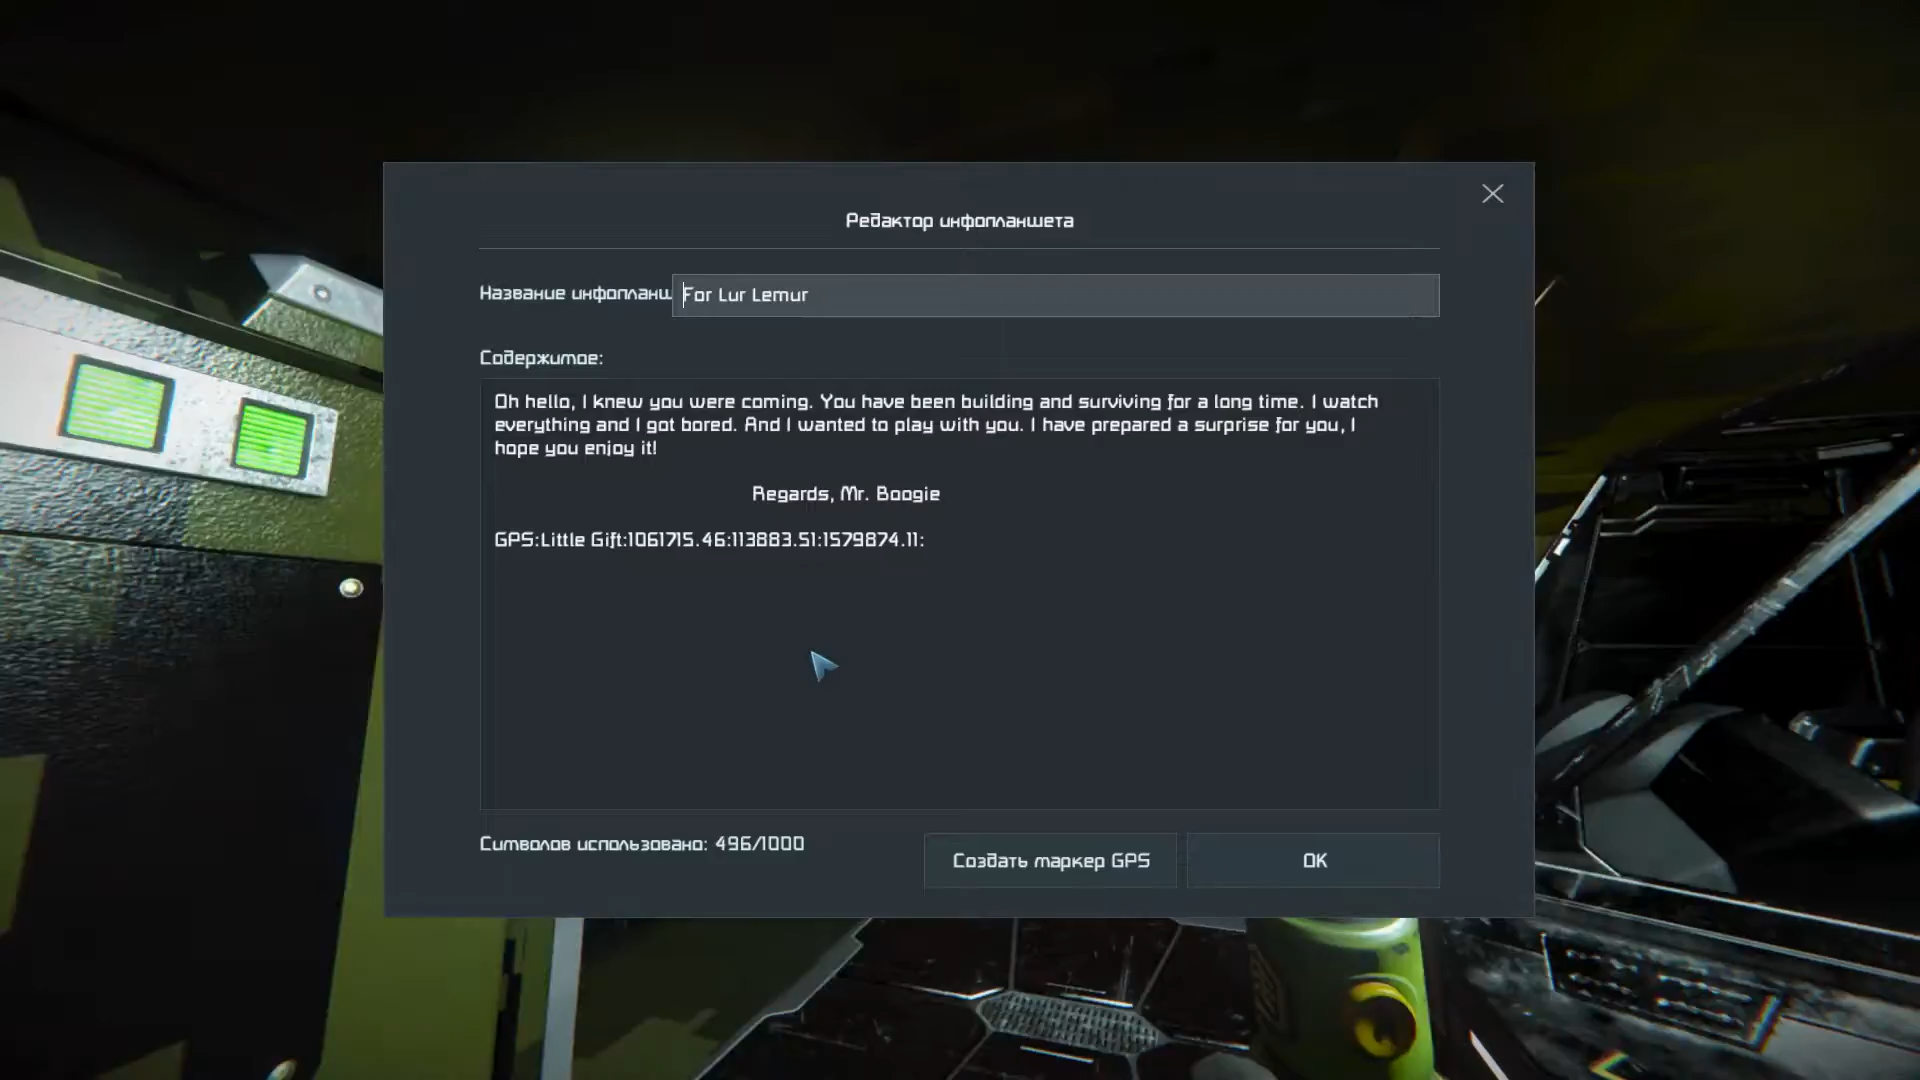 Редактор инфопланшета
Название инфопланш
For Lur Lemur
Содержимое:
Oh hello, I knew you were coming. You have been building and surviving for a long time. I watch
everything and I got bored. And I wanted to play with you. I have prepared a surprise for you, I
hope you enjoy it!
Regards, Mr. Boogie
GPS:Little Gift:1061715.46:113883.51:1579874.11:
Символов использовано: 496/1000
Создать маркер GPS
OK